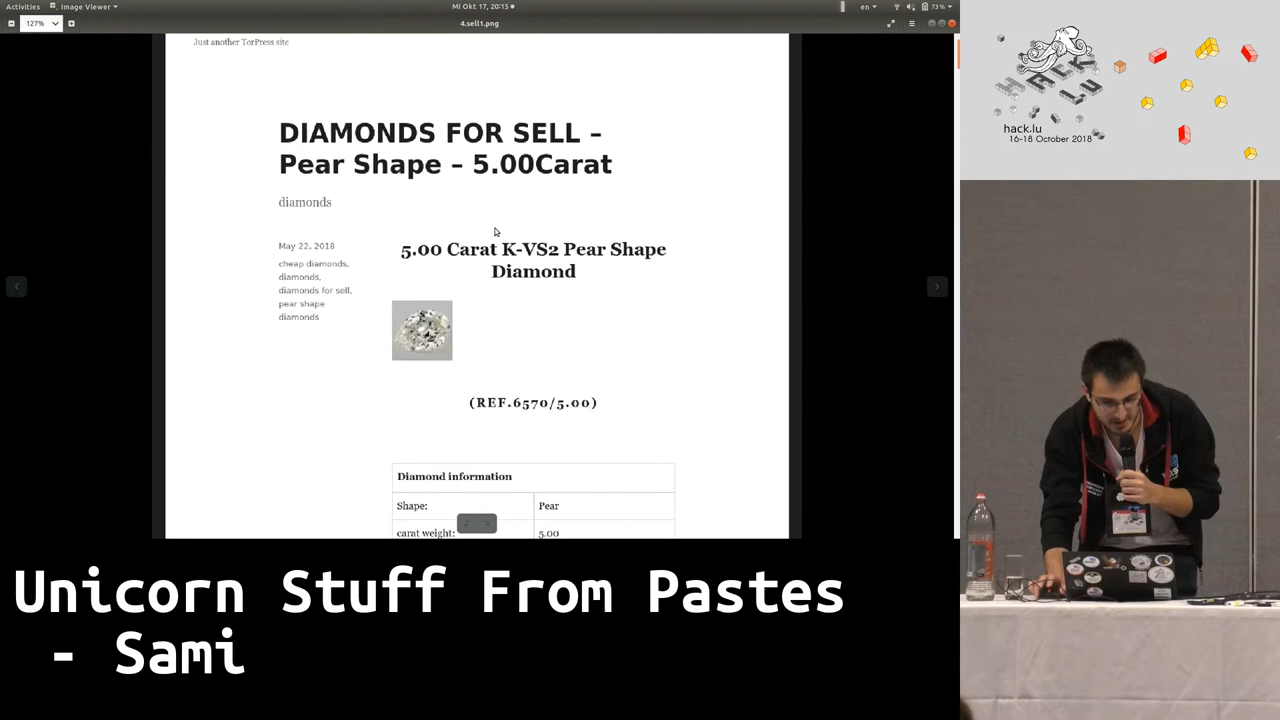 Activities
Image Viewer
Mi Okt 17, 20:15
en
73%
127%
4.sell1.png
Just another TorPress site
DIAMONDS FOR SELL –
Pear Shape – 5.00Carat
diamonds
May 22, 2018
cheap diamonds,
diamonds,
diamonds for sell,
pear shape
diamonds
5.00 Carat K-VS2 Pear Shape
Diamond
(REF.6570/5.00)
Diamond information
Shape:
Pear
carat weight:
5.00
hack.lu
16-18 October 2018
Unicorn Stuff From Pastes
- Sami